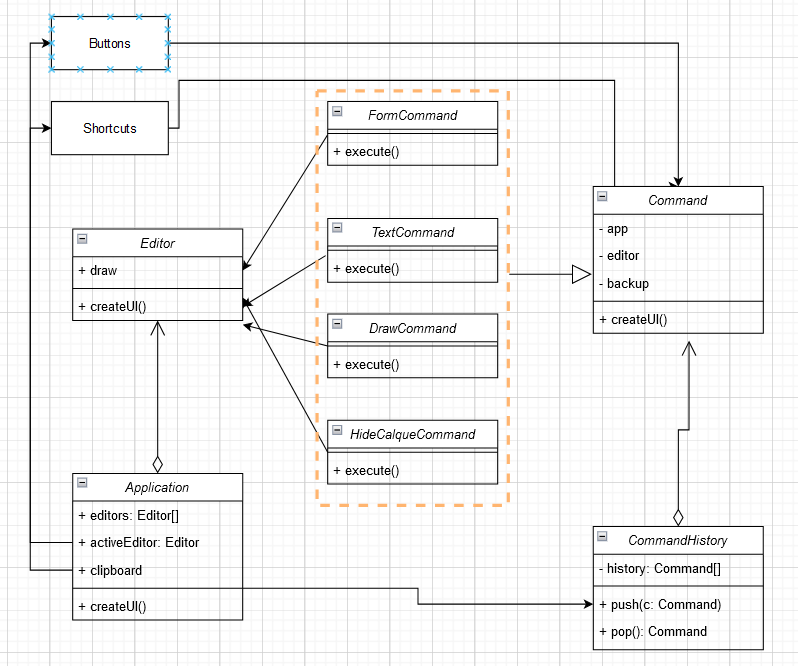 Buttons
Shortcuts
FormCommand
+ execute()
TextCommand
+ execute()
DrawCommand
+ execute()
HideCalqueCommand
+ execute()
Command
- app
- editor
- backup
+ createUI()
Editor
+ draw
+ createUI()
Application
+ editors: Editor[]
+ activeEditor: Editor
+ clipboard
+ createUI()
CommandHistory
- history: Command[]
+ push(c: Command)
+ pop(): Command